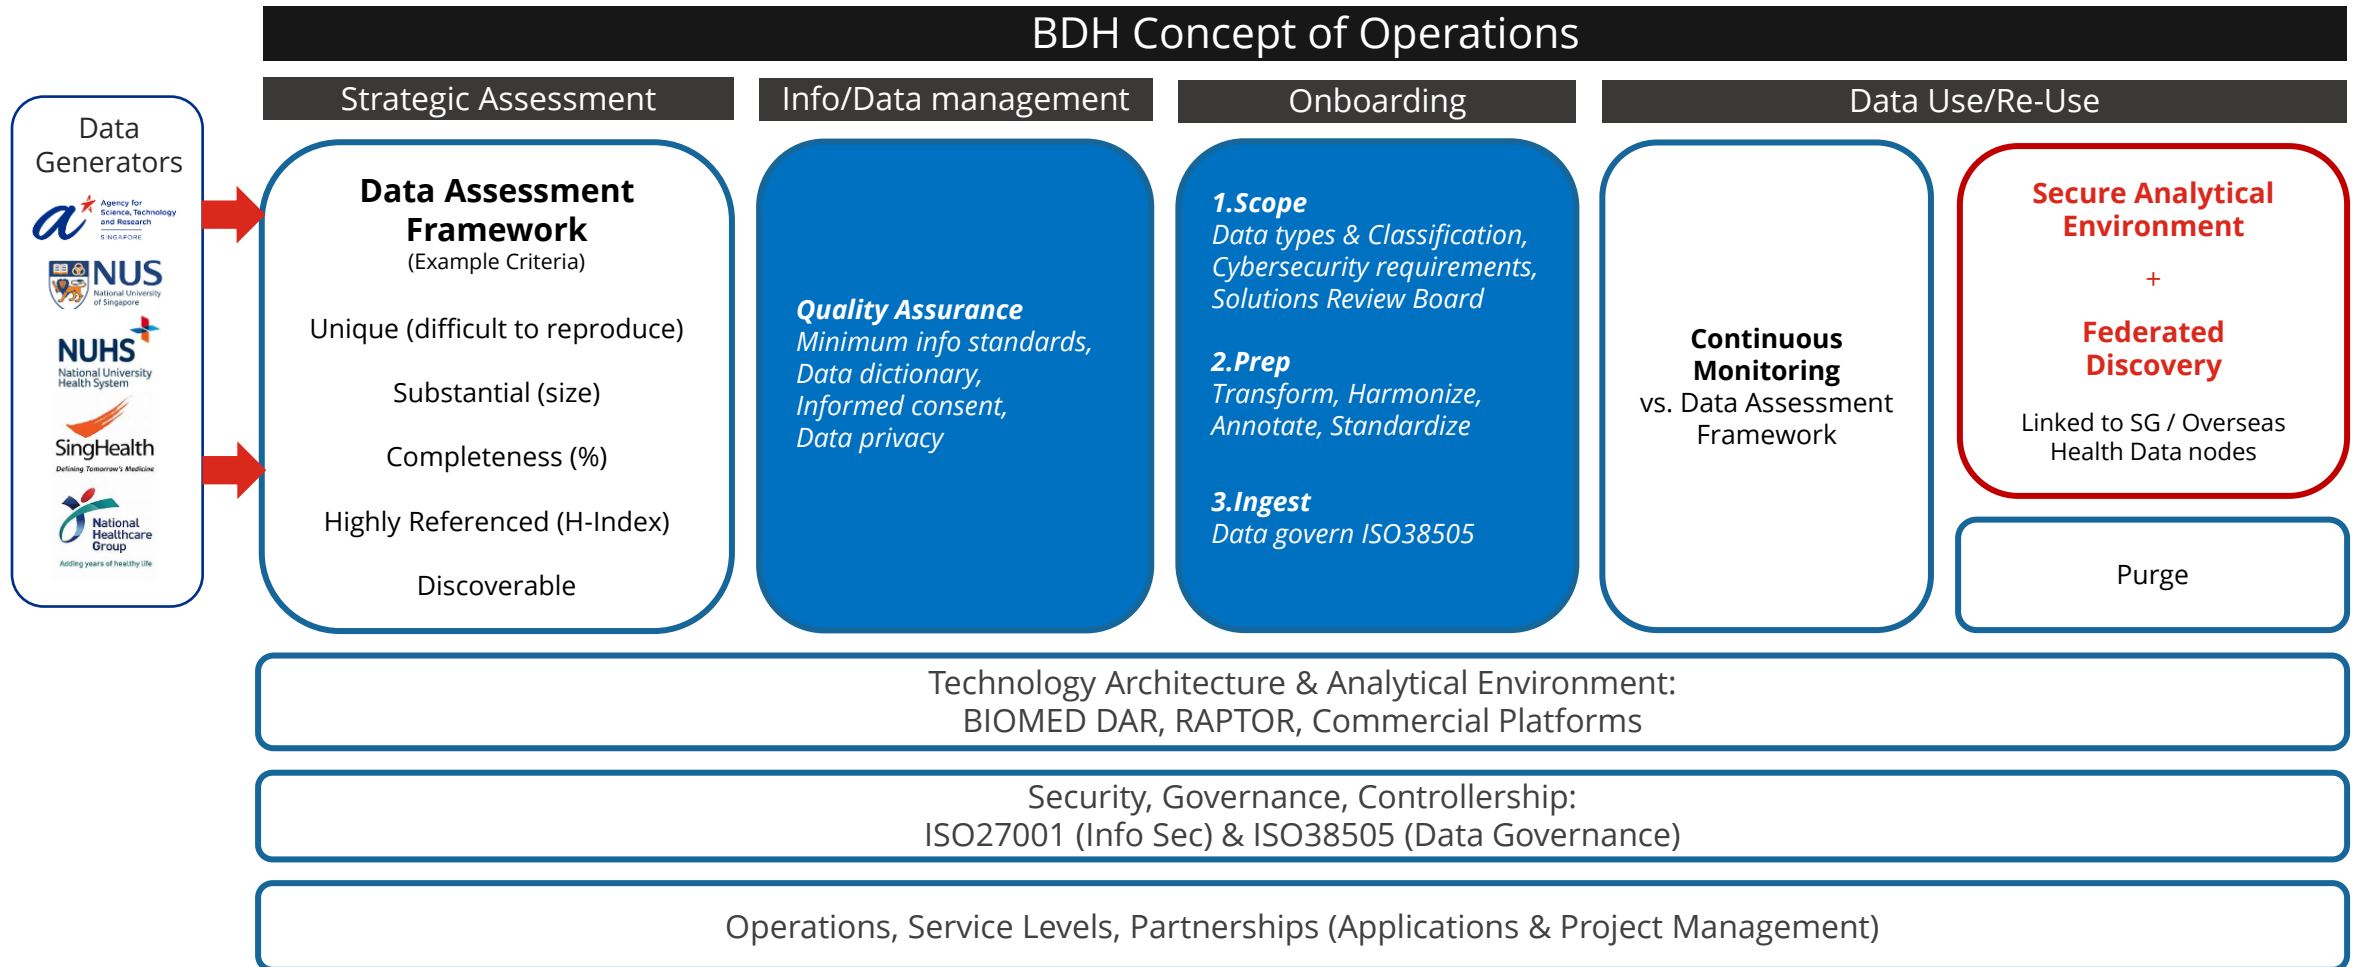 BDH Concept of Operations
Strategic Assessment
Info/Data management
Onboarding
Data Use/Re-Use
Data
Generators
Agency for
Science, Technology
and Research
SINGAPORE
NUS
National University
of Singapore
NUHS
National University
Health System
SingHealth
Defining Tomorrow's Medicine
National
Healthcare
Group
Adding years of healthy life
Data Assessment
Framework
(Example Criteria)
Unique (difficult to reproduce)
Substantial (size)
Completeness (%)
Highly Referenced (H-Index)
Discoverable
Quality Assurance
Minimum info standards,
Data dictionary,
Informed consent,
Data privacy
1.Scope
Data types & Classification,
Cybersecurity requirements,
Solutions Review Board
2.Prep
Transform, Harmonize,
Annotate, Standardize
3.Ingest
Data govern ISO38505
Continuous
Monitoring
vs. Data Assessment
Framework
Secure Analytical
Environment
+
Federated
Discovery
Linked to SG / Overseas
Health Data nodes
Purge
Technology Architecture & Analytical Environment:
BIOMED DAR, RAPTOR, Commercial Platforms
Security, Governance, Controllership:
ISO27001 (Info Sec) & ISO38505 (Data Governance)
Operations, Service Levels, Partnerships (Applications & Project Management)